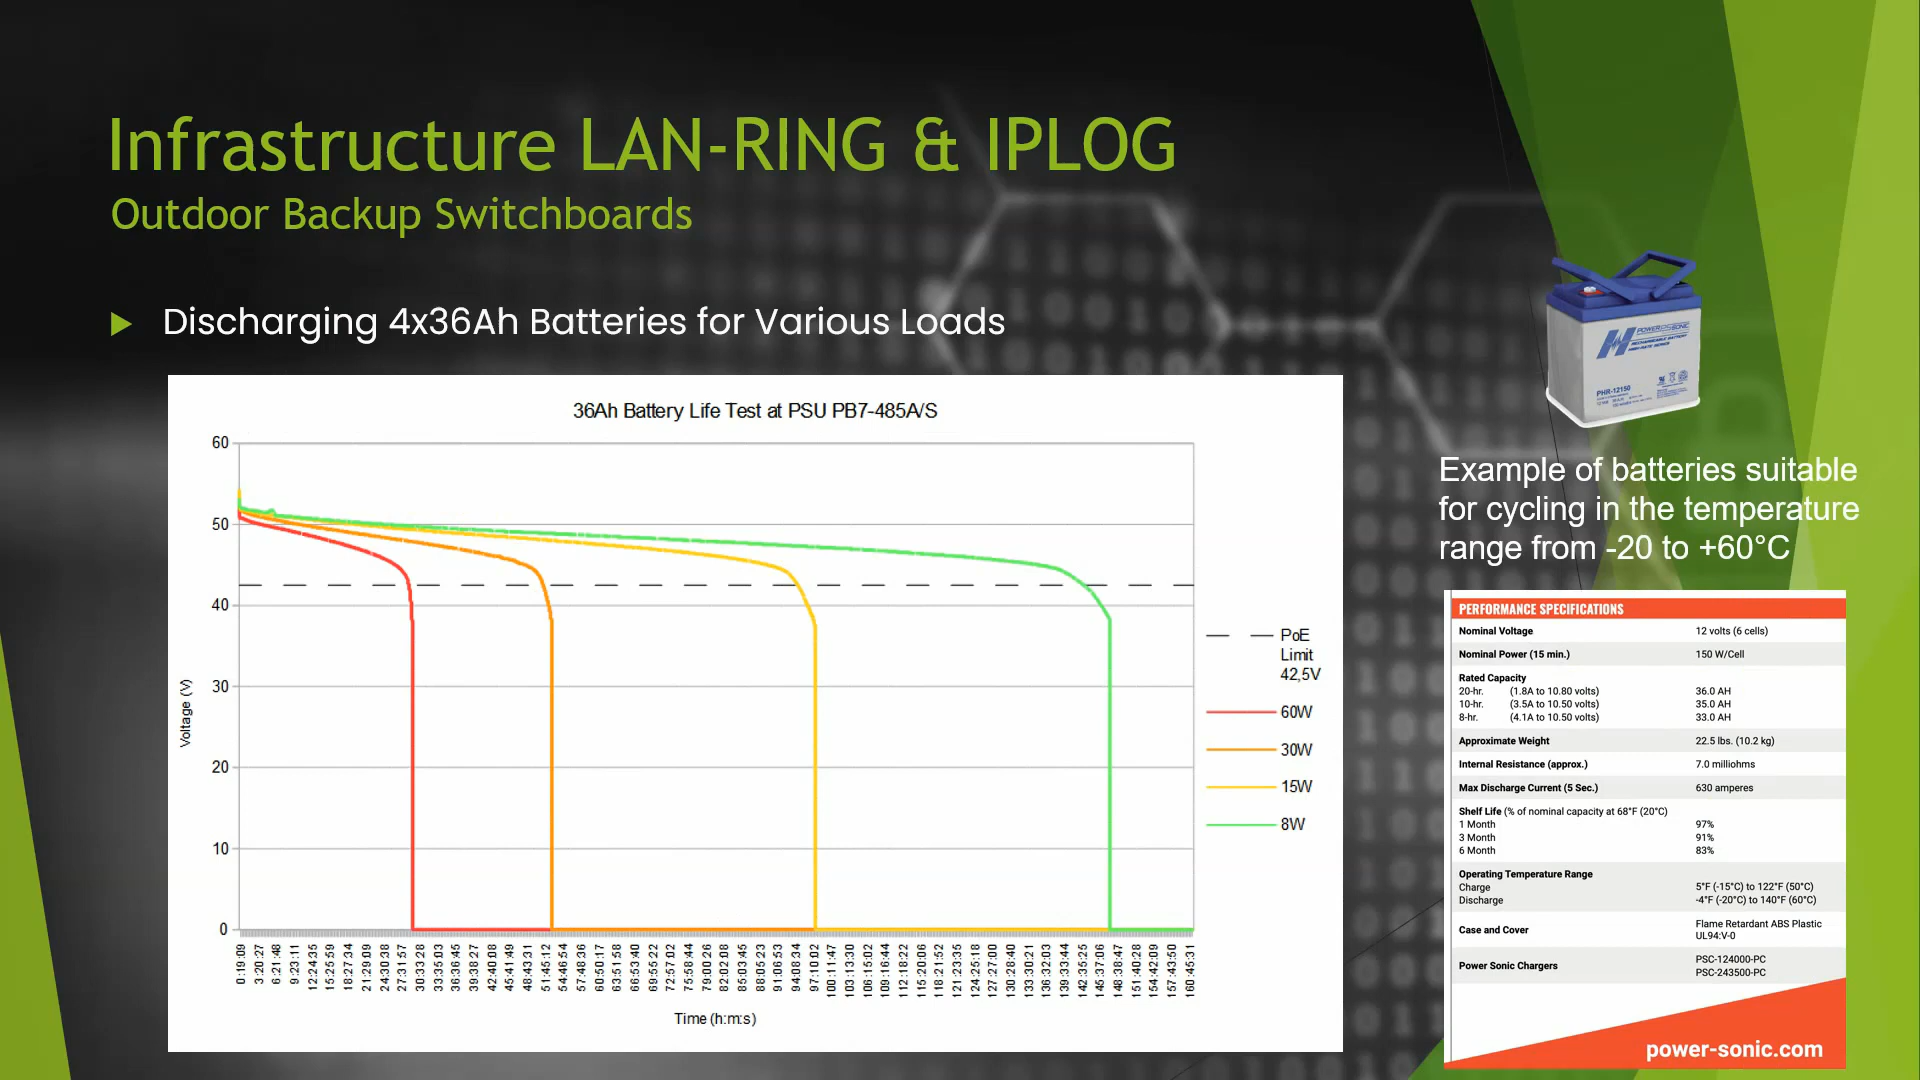 Infrastructure LAN-RING & IPLOG
Outdoor Backup Switchboards
Discharging 4x36Ah Batteries for Various Loads
36Ah Battery Life Test at PSU PB7-485A/S
60
50
40
30
20
10
0
Voltage (V)
0:19:09
3:20:27
6:21:48
9:23:11
12:24:35
15:25:59
18:27:34
21:29:09
24:30:38
27:31:57
30:33:28
33:35:03
36:36:45
39:38:27
42:40:08
45:41:49
48:43:31
51:45:12
54:46:54
57:48:36
60:50:17
63:51:58
66:53:40
69:55:22
72:57:02
75:58:44
79:00:26
82:02:08
85:03:45
88:05:23
91:06:53
94:08:34
97:10:02
100:11:47
103:13:30
106:15:02
109:16:44
112:18:22
115:20:06
118:21:52
121:23:35
124:25:18
127:27:00
130:28:40
133:30:21
136:32:03
139:33:44
142:35:25
145:37:06
148:38:47
151:40:28
154:42:09
157:43:50
160:45:31
Time (h:m:s)
PoE
Limit
42,5V
60W
30W
15W
8W
POWER SONIC
PHR-12150
Example of batteries suitable
for cycling in the temperature
range from -20 to +60°C
PERFORMANCE SPECIFICATIONS
Nominal Voltage 12 volts (6 cells)
Nominal Power (15 min.) 150 W/Cell
Rated Capacity
20-hr. (1.8A to 10.80 volts) 36.0 AH
10-hr. (3.5A to 10.50 volts) 35.0 AH
8-hr. (4.1A to 10.50 volts) 33.0 AH
Approximate Weight 22.5 lbs. (10.2 kg)
Internal Resistance (approx.) 7.0 milliohms
Max Discharge Current (5 Sec.) 630 amperes
Shelf Life (% of nominal capacity at 68°F (20°C)
1 Month 97%
3 Month 91%
6 Month 83%
Operating Temperature Range
Charge 5°F (-15°C) to 122°F (50°C)
Discharge -4°F (-20°C) to 140°F (60°C)
Case and Cover Flame Retardant ABS Plastic
UL94:V-0
Power Sonic Chargers PSC-124000-PC
PSC-243500-PC
power-sonic.com